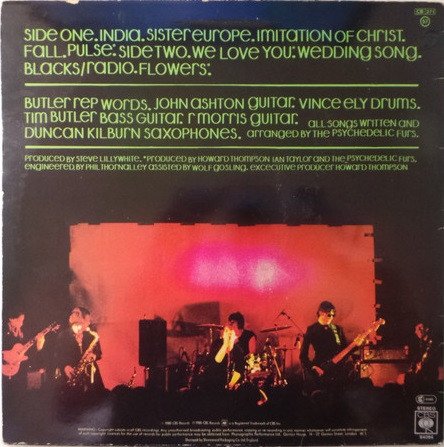 SIDE ONE. INDIA. SISTER EUROPE. IMITATION OF CHRIST.
FALL. PULSE: SIDE TWO. WE LOVE YOU: WEDDING SONG.
BLACKS/RADIO. FLOWERS:
BUTLER REP WORDS. JOHN ASHTON GUITAR. VINCE ELY DRUMS.
TIM BUTLER BASS GUITAR. R MORRIS GUITAR. ALL SONGS WRITTEN AND
DUNCAN KILBURN SAXOPHONES. ARRANGED BY THE PSYCHEDELIC FURS.
PRODUCED BY STEVE LILLYWHITE. *PRODUCED BY HOWARD THOMPSON IAN TAYLOR AND THE PSYCHEDELIC FURS.
ENGINEERED BY PHIL THORNALLEY ASSISTED BY WOLF GOSLING. EXCECUTIVE PRODUCER HOWARD THOMPSON
STEREO
CBS